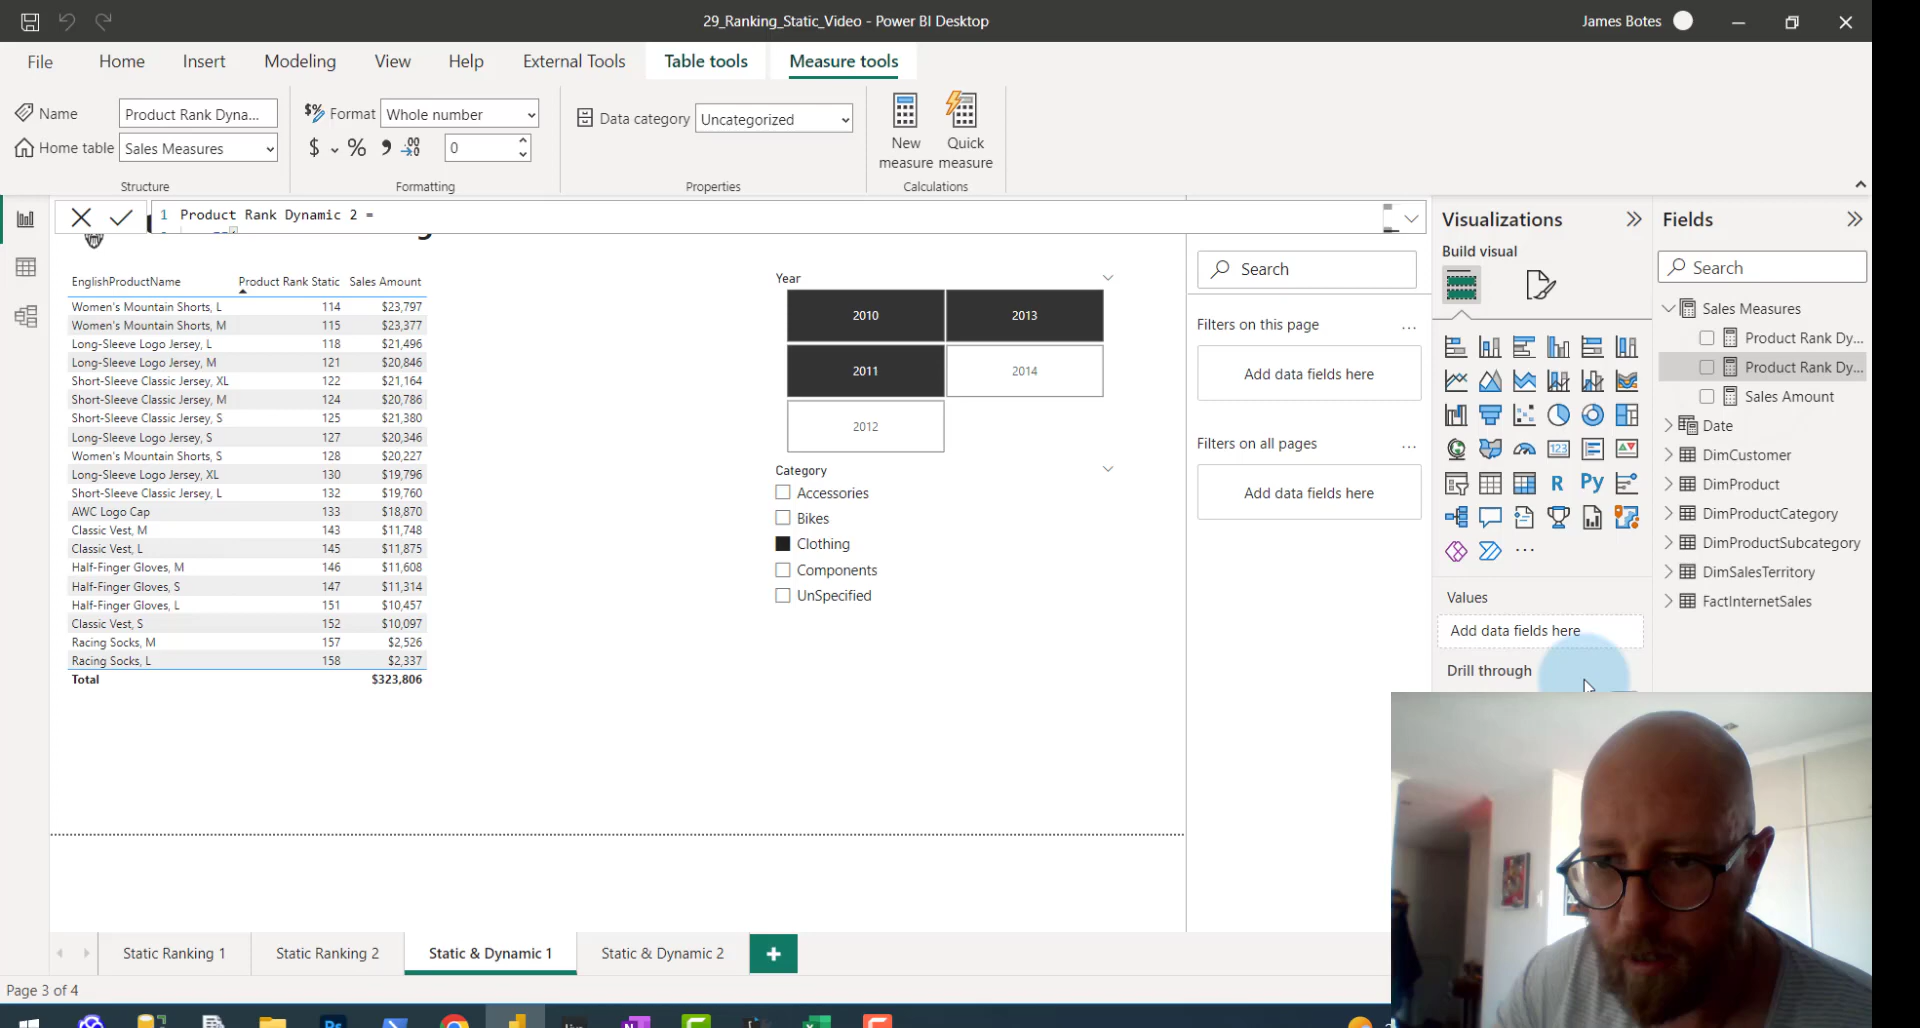 29_Ranking_Static_Video - Power BI Desktop
James Botes
File
Home
Insert
Modeling
View
Help
External Tools
Table tools
Measure tools
Name
Product Rank Dyna...
Home table
Sales Measures
Structure
Format
Whole number
$
%
0
Formatting
Data category
Uncategorized
Properties
New measure
Quick measure
Calculations
1 Product Rank Dynamic 2 =
EnglishProductName Product Rank Static Sales Amount
Women's Mountain Shorts, L 114 $23,797
Women's Mountain Shorts, M 115 $23,377
Long-Sleeve Logo Jersey, L 118 $21,496
Long-Sleeve Logo Jersey, M 121 $20,846
Short-Sleeve Classic Jersey, XL 122 $21,164
Short-Sleeve Classic Jersey, M 124 $20,786
Short-Sleeve Classic Jersey, S 125 $21,380
Long-Sleeve Logo Jersey, S 127 $20,346
Women's Mountain Shorts, S 128 $20,227
Long-Sleeve Logo Jersey, XL 130 $19,796
Short-Sleeve Classic Jersey, L 132 $19,760
AWC Logo Cap 133 $18,870
Classic Vest, M 143 $11,748
Classic Vest, L 145 $11,875
Half-Finger Gloves, M 146 $11,608
Half-Finger Gloves, S 147 $11,314
Half-Finger Gloves, L 151 $10,457
Classic Vest, S 152 $10,097
Racing Socks, M 157 $2,526
Racing Socks, L 158 $2,337
Total $323,806
Year
2010
2013
2011
2014
2012
Category
Accessories
Bikes
Clothing
Components
UnSpecified
Search
Filters on this page ...
Add data fields here
Filters on all pages ...
Add data fields here
Visualizations
Build visual
123
R
Py
...
Values
Add data fields here
Drill through
Fields
Search
Sales Measures
Product Rank Dy...
Product Rank Dy...
Sales Amount
Date
DimCustomer
DimProduct
DimProductCategory
DimProductSubcategory
DimSalesTerritory
FactInternetSales
Static Ranking 1
Static Ranking 2
Static & Dynamic 1
Static & Dynamic 2
Page 3 of 4